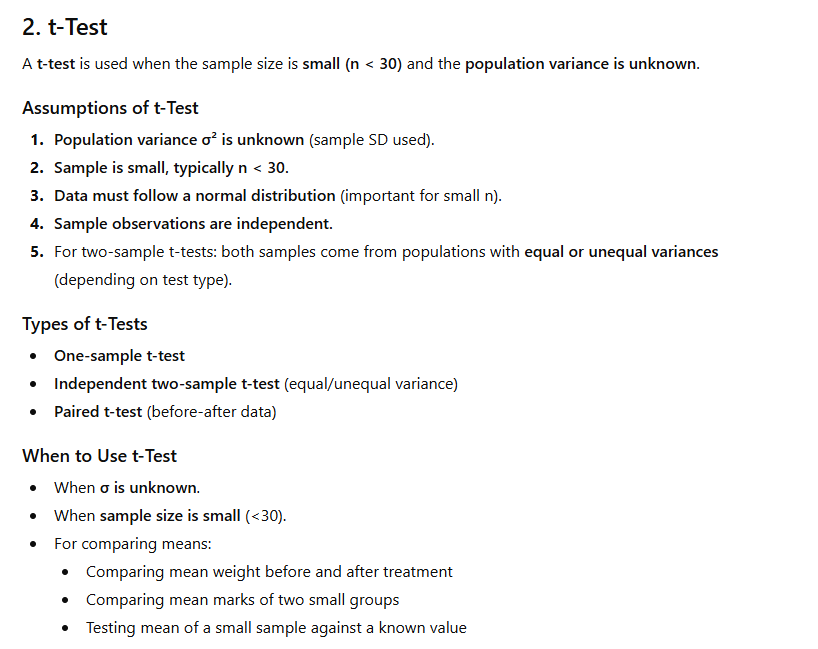 2. t-Test
A t-test is used when the sample size is small (n < 30) and the population variance is unknown.
Assumptions of t-Test
1. Population variance σ² is unknown (sample SD used).
2. Sample is small, typically n < 30.
3. Data must follow a normal distribution (important for small n).
4. Sample observations are independent.
5. For two-sample t-tests: both samples come from populations with equal or unequal variances
(depending on test type).
Types of t-Tests
• One-sample t-test
• Independent two-sample t-test (equal/unequal variance)
• Paired t-test (before-after data)
When to Use t-Test
• When σ is unknown.
• When sample size is small (<30).
• For comparing means:
• Comparing mean weight before and after treatment
• Comparing mean marks of two small groups
• Testing mean of a small sample against a known value